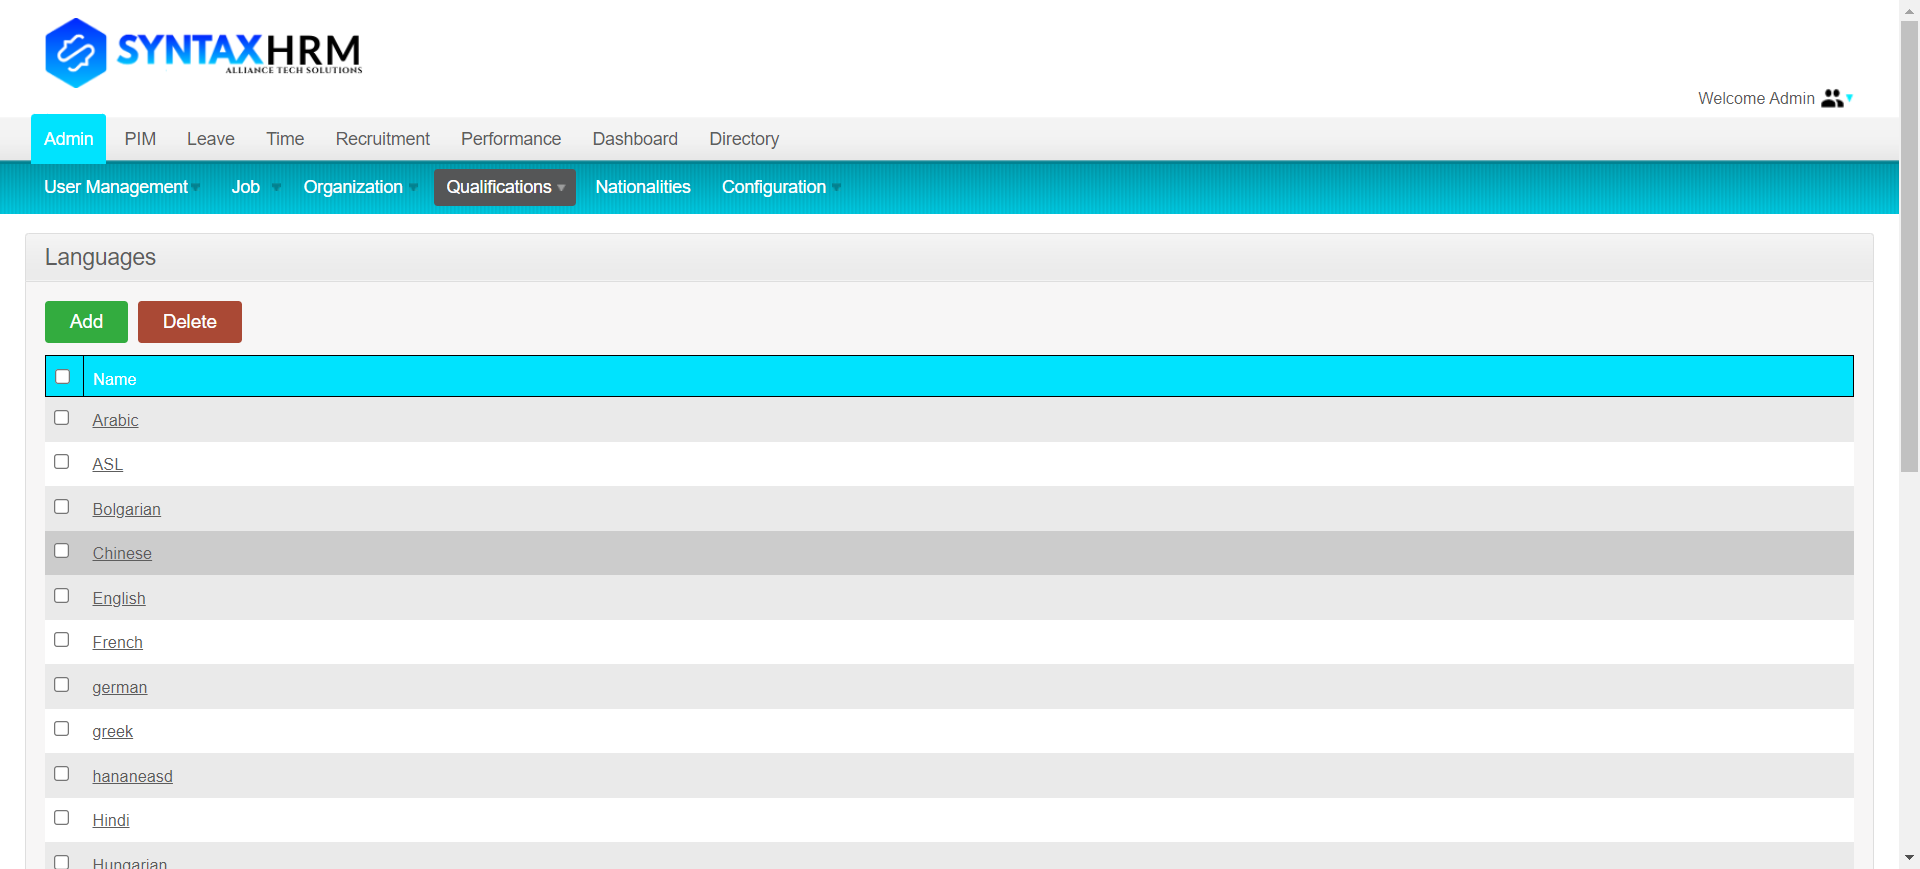 SYNTAXHRM
ALLIANCE TECH SOLUTIONS
Welcome Admin
Admin PIM Leave Time Recruitment Performance Dashboard Directory
User Management Job Organization Qualifications Nationalities Configuration
Languages
Add Delete
Name
Arabic
ASL
Bolgarian
Chinese
English
French
german
greek
hananeasd
Hindi
Hungarian